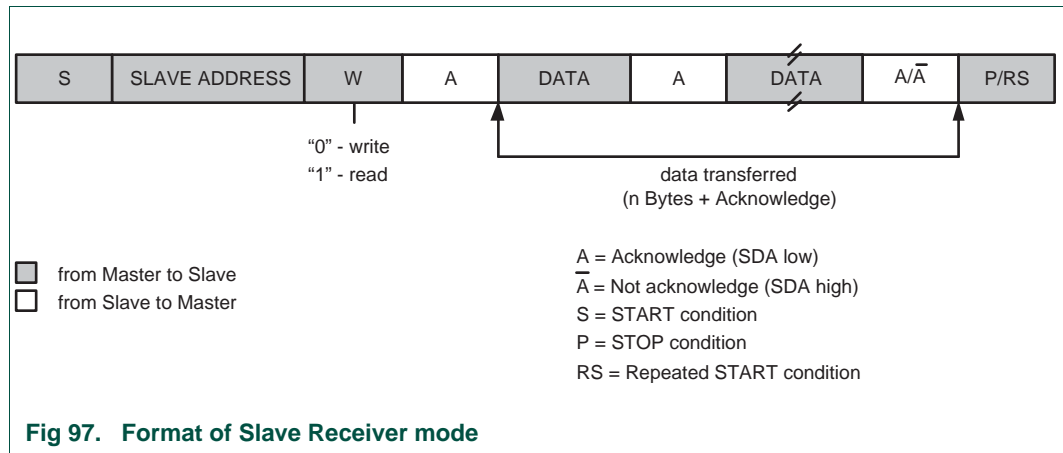 S SLAVE ADDRESS W A DATA A DATA A/A̅ P/RS
“0” - write
“1” - read
data transferred
(n Bytes + Acknowledge)
from Master to Slave
from Slave to Master
A = Acknowledge (SDA low)
A̅ = Not acknowledge (SDA high)
S = START condition
P = STOP condition
RS = Repeated START condition
Fig 97. Format of Slave Receiver mode